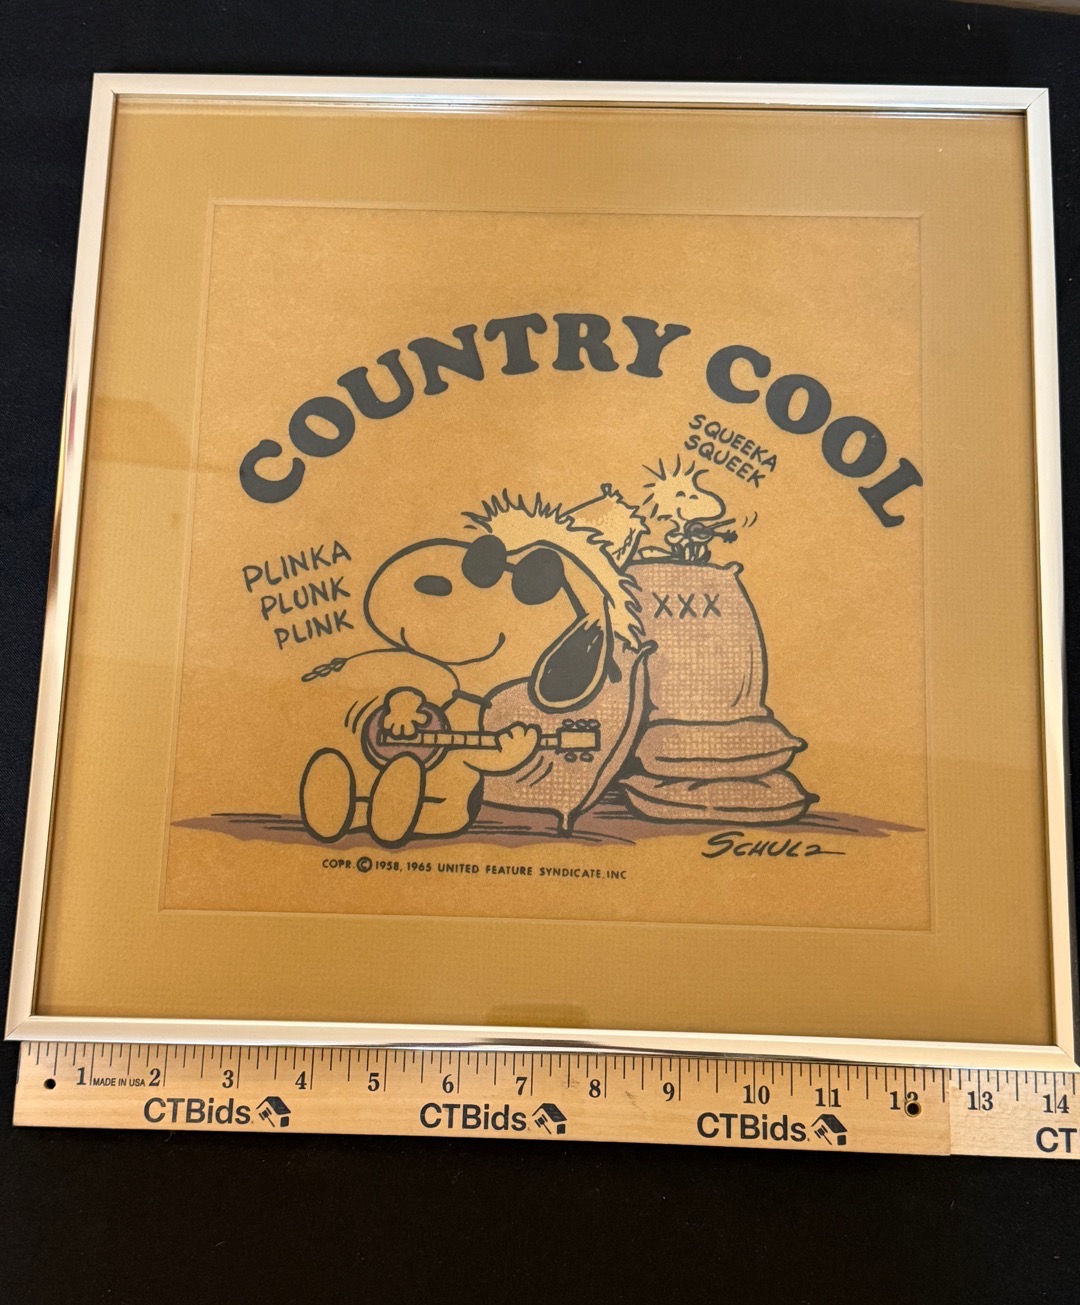 COUNTRY COOL
SQUEEKA
SQUEEK
PLINKA
PLUNK
PLINK
XXX
SCHULZ
COPR. © 1958, 1965 UNITED FEATURE SYNDICATE, INC
1 MADE IN USA 2 3 4 5 6 7 8 9 10 11 12 13 14
CTBids CTBids CTBids CT